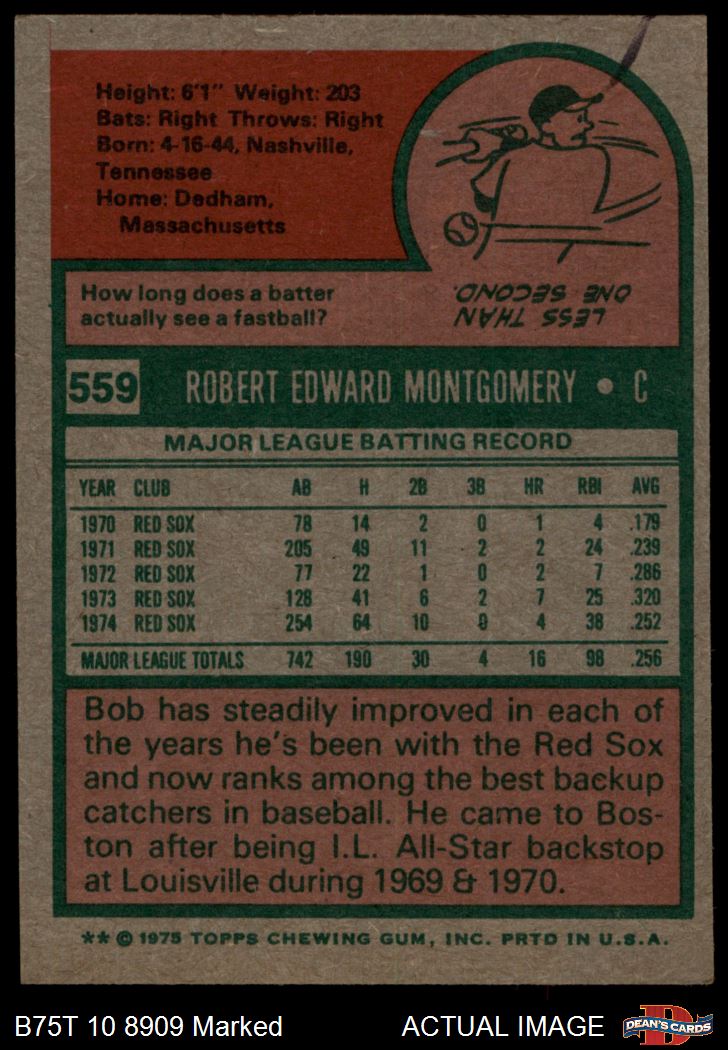 Height: 6'1" Weight: 203
Bats: Right Throws: Right
Born: 4-16-44, Nashville,
Tennessee
Home: Dedham,
Massachusetts
How long does a batter
actually see a fastball?
LESS THAN
ONE SECOND.
559 ROBERT EDWARD MONTGOMERY • C
MAJOR LEAGUE BATTING RECORD
YEAR CLUB AB H 2B 3B HR RBI AVG
1970 RED SOX 78 14 2 0 1 4 .179
1971 RED SOX 205 49 11 2 2 24 .239
1972 RED SOX 77 22 1 0 2 7 .286
1973 RED SOX 128 41 6 2 7 25 .320
1974 RED SOX 254 64 10 0 4 38 .252
MAJOR LEAGUE TOTALS 742 190 30 4 16 98 .256
Bob has steadily improved in each of
the years he's been with the Red Sox
and now ranks among the best backup
catchers in baseball. He came to Bos-
ton after being I.L. All-Star backstop
at Louisville during 1969 & 1970.
** © 1975 TOPPS CHEWING GUM, INC. PRTD IN U.S.A.
B75T 10 8909 Marked ACTUAL IMAGE
D
DEAN'S CARDS